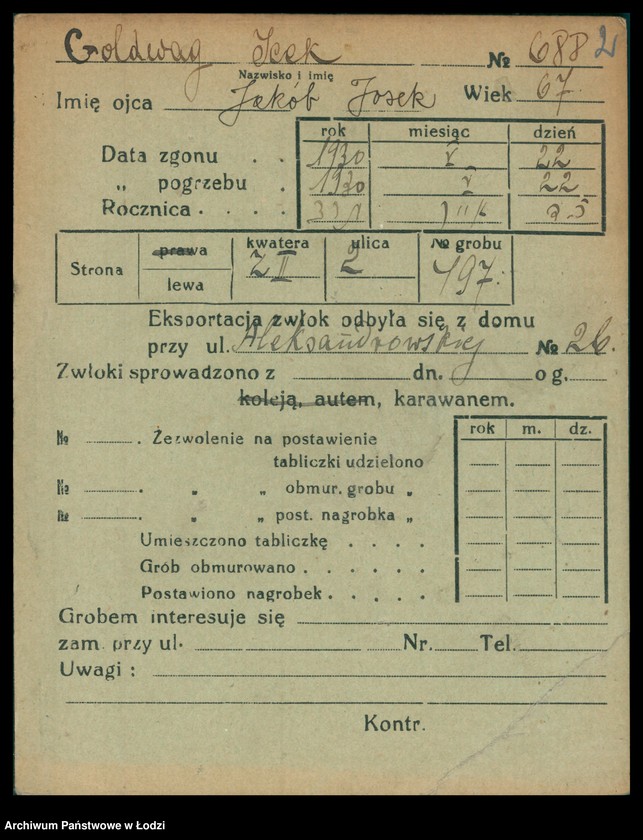 Goldwag Icek № 6882
Nazwisko i imię
Imię ojca Jakób Josek Wiek 67
rok miesiąc dzień
Data zgonu . . 1930 V 22
„ pogrzebu . 1930 V 22
Rocznica . . . .
Strona prawa lewa kwatera Z II ulica 2 № grobu 197
Eksportacja zwłok odbyła się z domu
przy ul. Aleksandrowskiej № 26.
Zwłoki sprowadzono z dn. o g.
koleją, autem, karawanem.
rok m. dz.
№ . Zezwolenie na postawienie
tabliczki udzielono
№ . „ „ obmur. grobu „
№ . „ „ post. nagrobka „
Umieszczono tabliczkę . . . .
Grób obmurowano . . . . .
Postawiono nagrobek . . . . .
Grobem interesuje się
zam. przy ul. Nr. Tel.
Uwagi :
Kontr.
Archiwum Państwowe w Łodzi